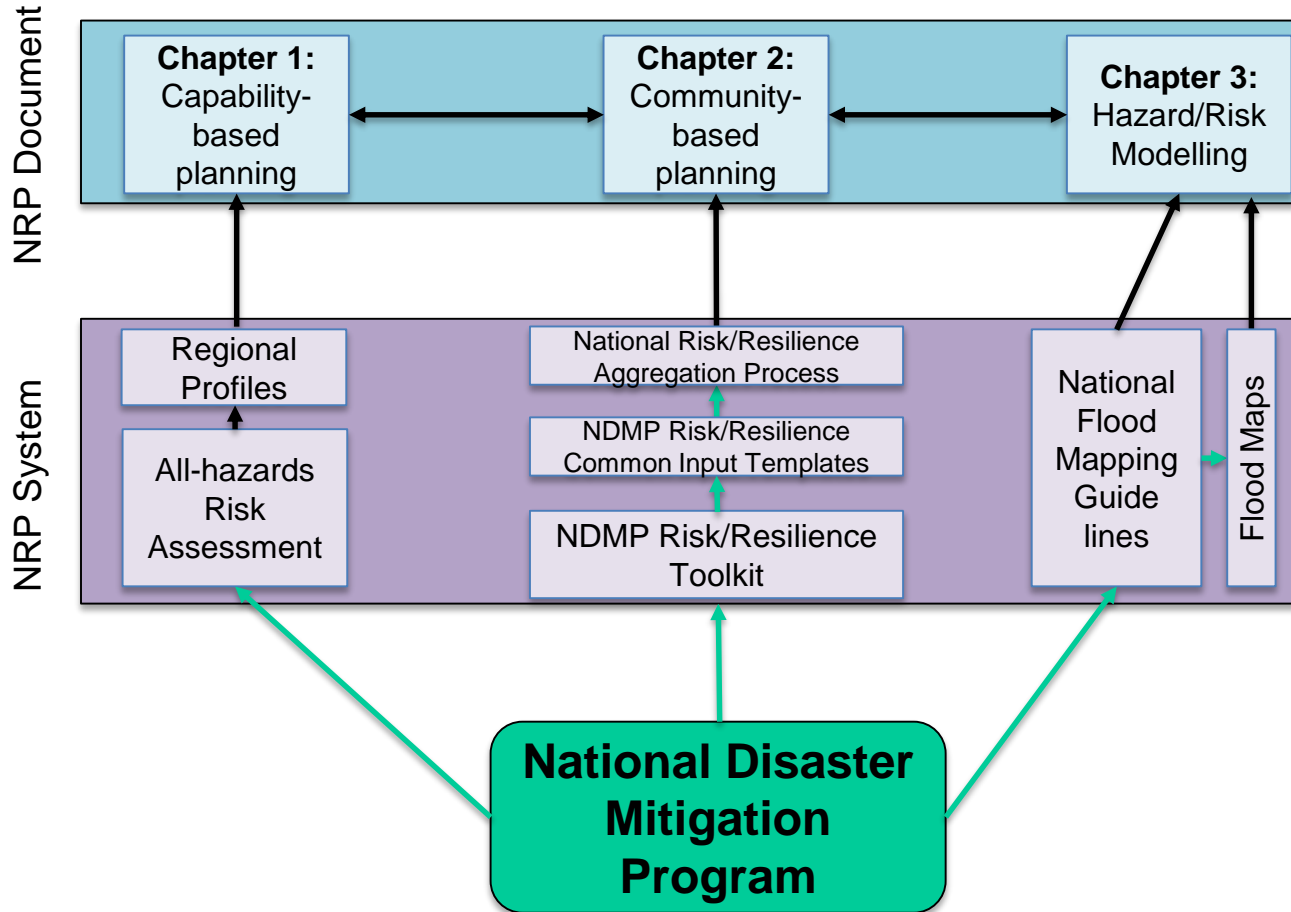 NRP Document
Chapter 1:
Capability-
based
planning
Chapter 2:
Community-
based
planning
Chapter 3:
Hazard/Risk
Modelling
NRP System
Regional
Profiles
All-hazards
Risk
Assessment
National Risk/Resilience
Aggregation Process
NDMP Risk/Resilience
Common Input Templates
NDMP Risk/Resilience
Toolkit
National
Flood
Mapping
Guide
lines
Flood Maps
National Disaster
Mitigation
Program